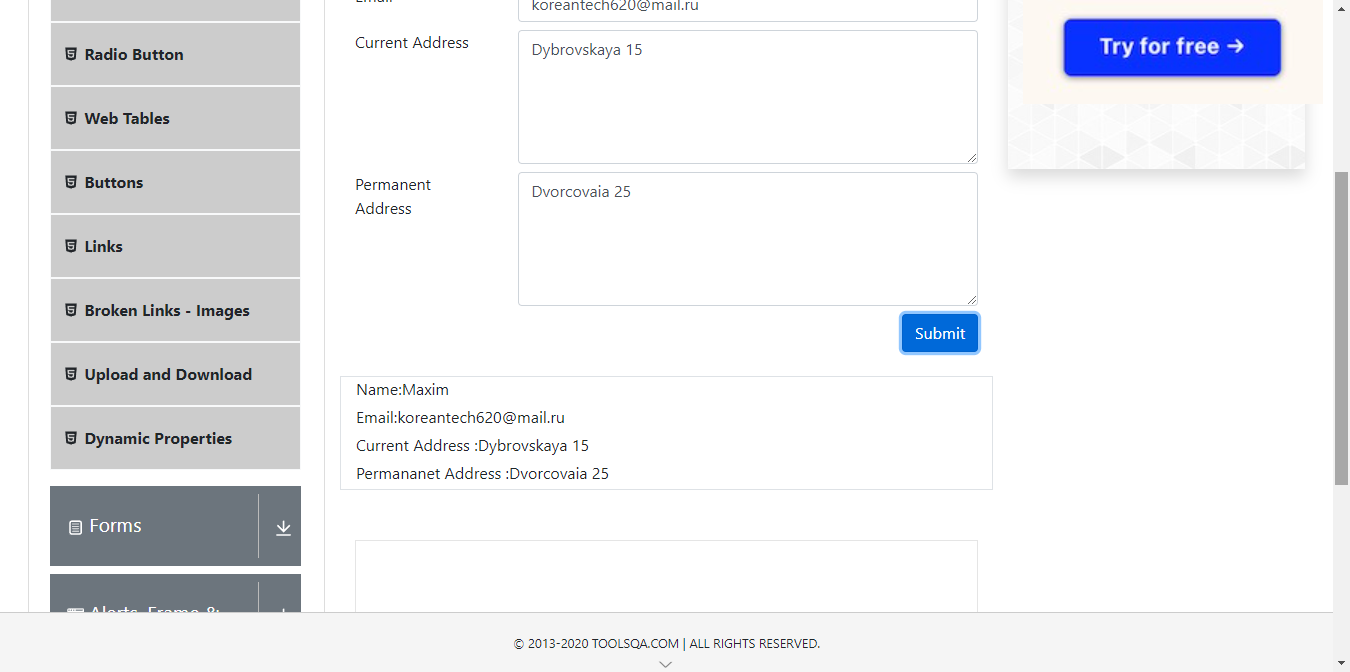 Radio Button
Web Tables
Buttons
Links
Broken Links - Images
Upload and Download
Dynamic Properties
Forms
Alerts, Frame &
Email
koreantech620@mail.ru
Current Address
Dybrovskaya 15
Permanent
Address
Dvorcovaia 25
Submit
Name:Maxim
Email:koreantech620@mail.ru
Current Address :Dybrovskaya 15
Permananet Address :Dvorcovaia 25
Try for free →
© 2013-2020 TOOLSQA.COM | ALL RIGHTS RESERVED.